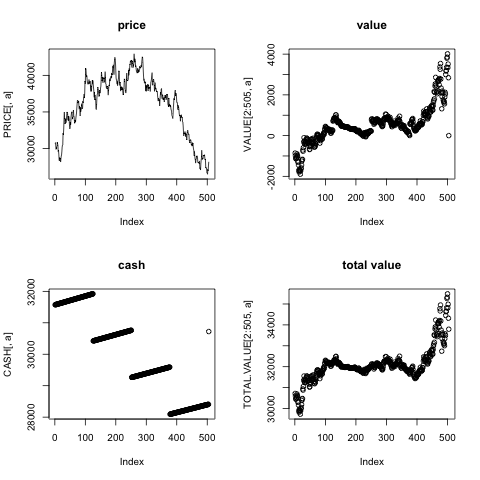 price
PRICE[, a]
40000
35000
30000
0 100 200 300 400 500
Index
value
VALUE[2:505, a]
4000
2000
0
-2000
0 100 200 300 400 500
Index
cash
CASH[, a]
32000
30000
28000
0 100 200 300 400 500
Index
total value
TOTAL.VALUE[2:505, a]
34000
32000
30000
0 100 200 300 400 500
Index